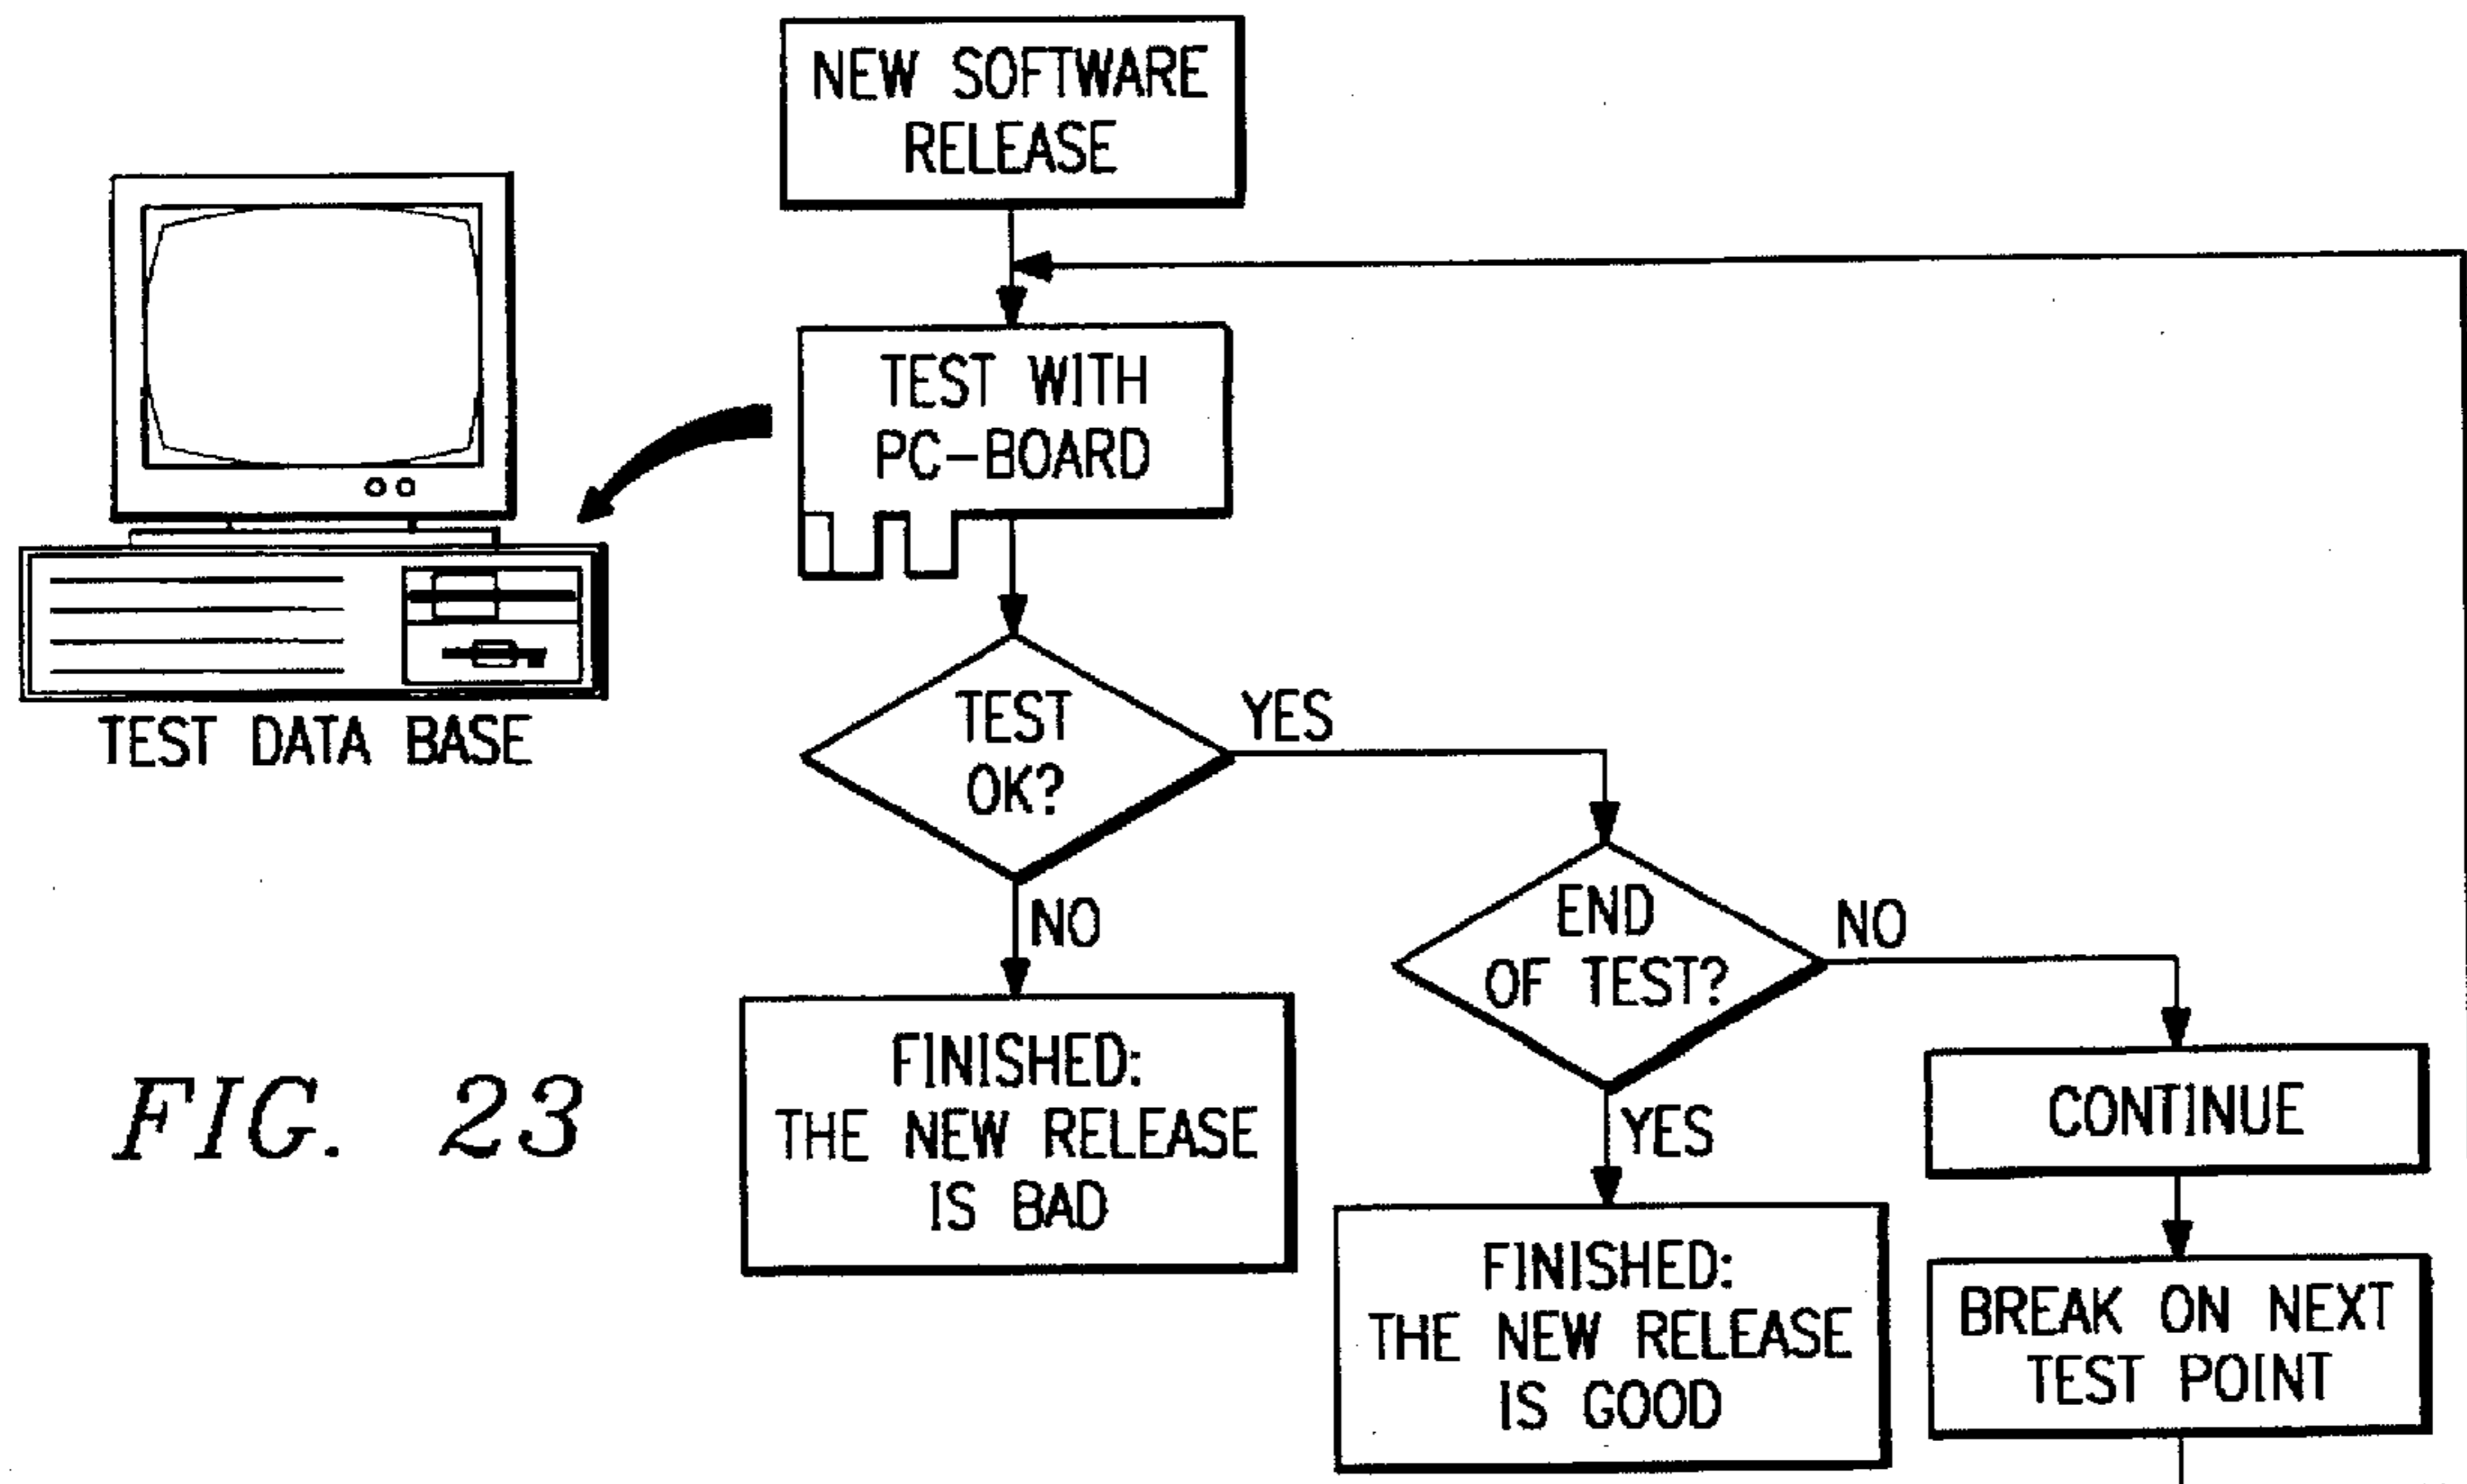 NEW SOFTWARE
RELEASE
TEST WITH
PC-BOARD
TEST DATA BASE
TEST
OK?
YES
NO
END
OF TEST?
NO
YES
FINISHED:
THE NEW RELEASE
IS BAD
CONTINUE
FINISHED:
THE NEW RELEASE
IS GOOD
BREAK ON NEXT
TEST POINT
FIG. 23